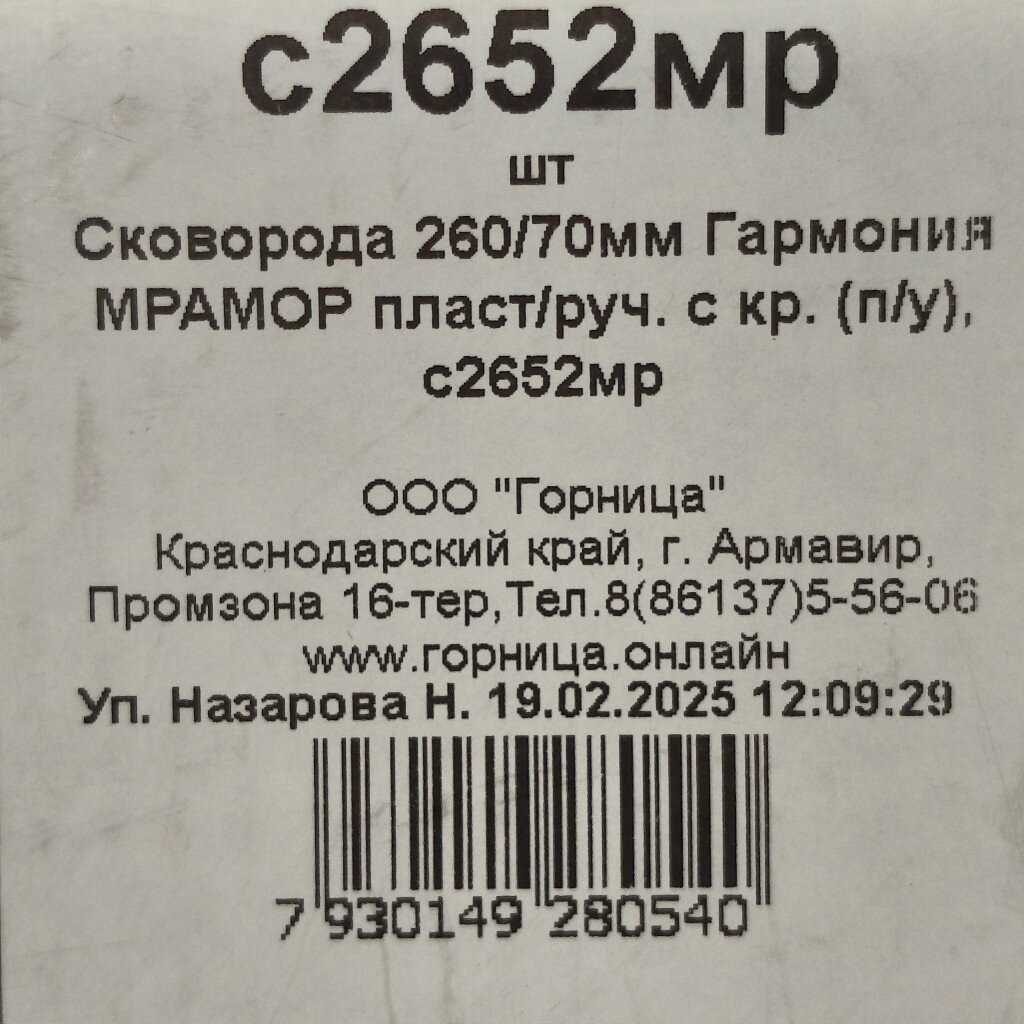 с2652мр
шт
Сковорода 260/70мм Гармония
МРАМОР пласт/руч. с кр. (п/у),
с2652мр
ООО "Горница"
Краснодарский край, г. Армавир,
Промзона 16-тер,Тел.8(86137)5-56-06
www.горница.онлайн
Уп. Назарова Н. 19.02.2025 12:09:29
7 930149 280540